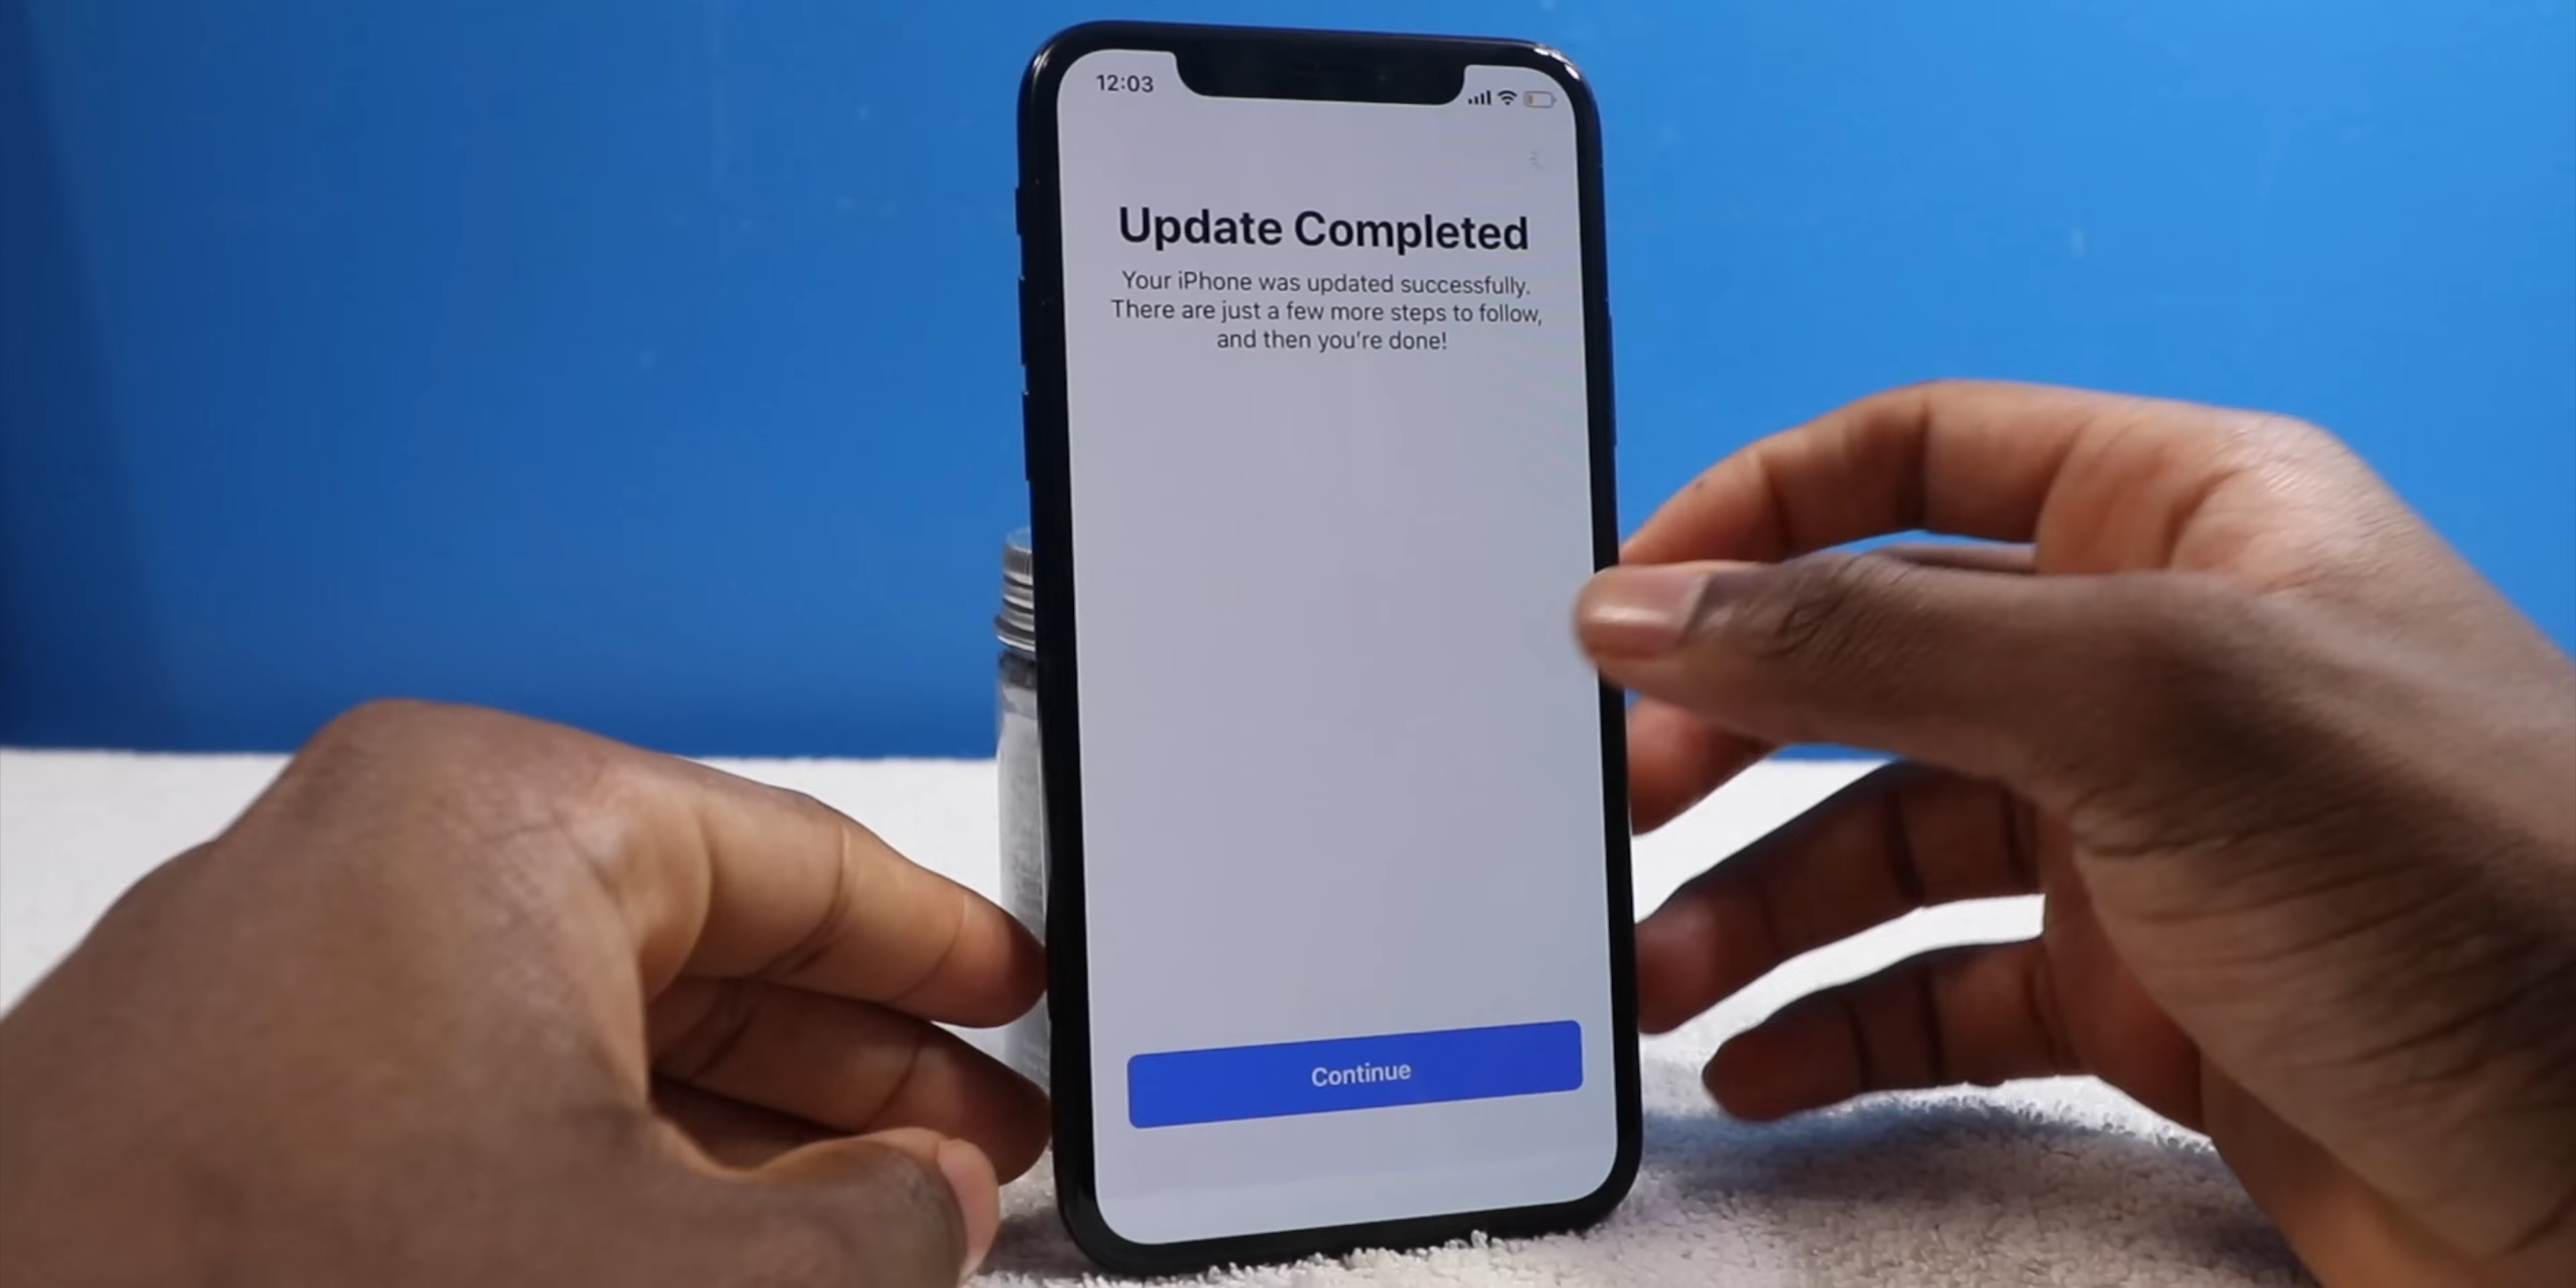 12:03
Update Completed
Your iPhone was updated successfully.
There are just a few more steps to follow,
and then you're done!
Continue